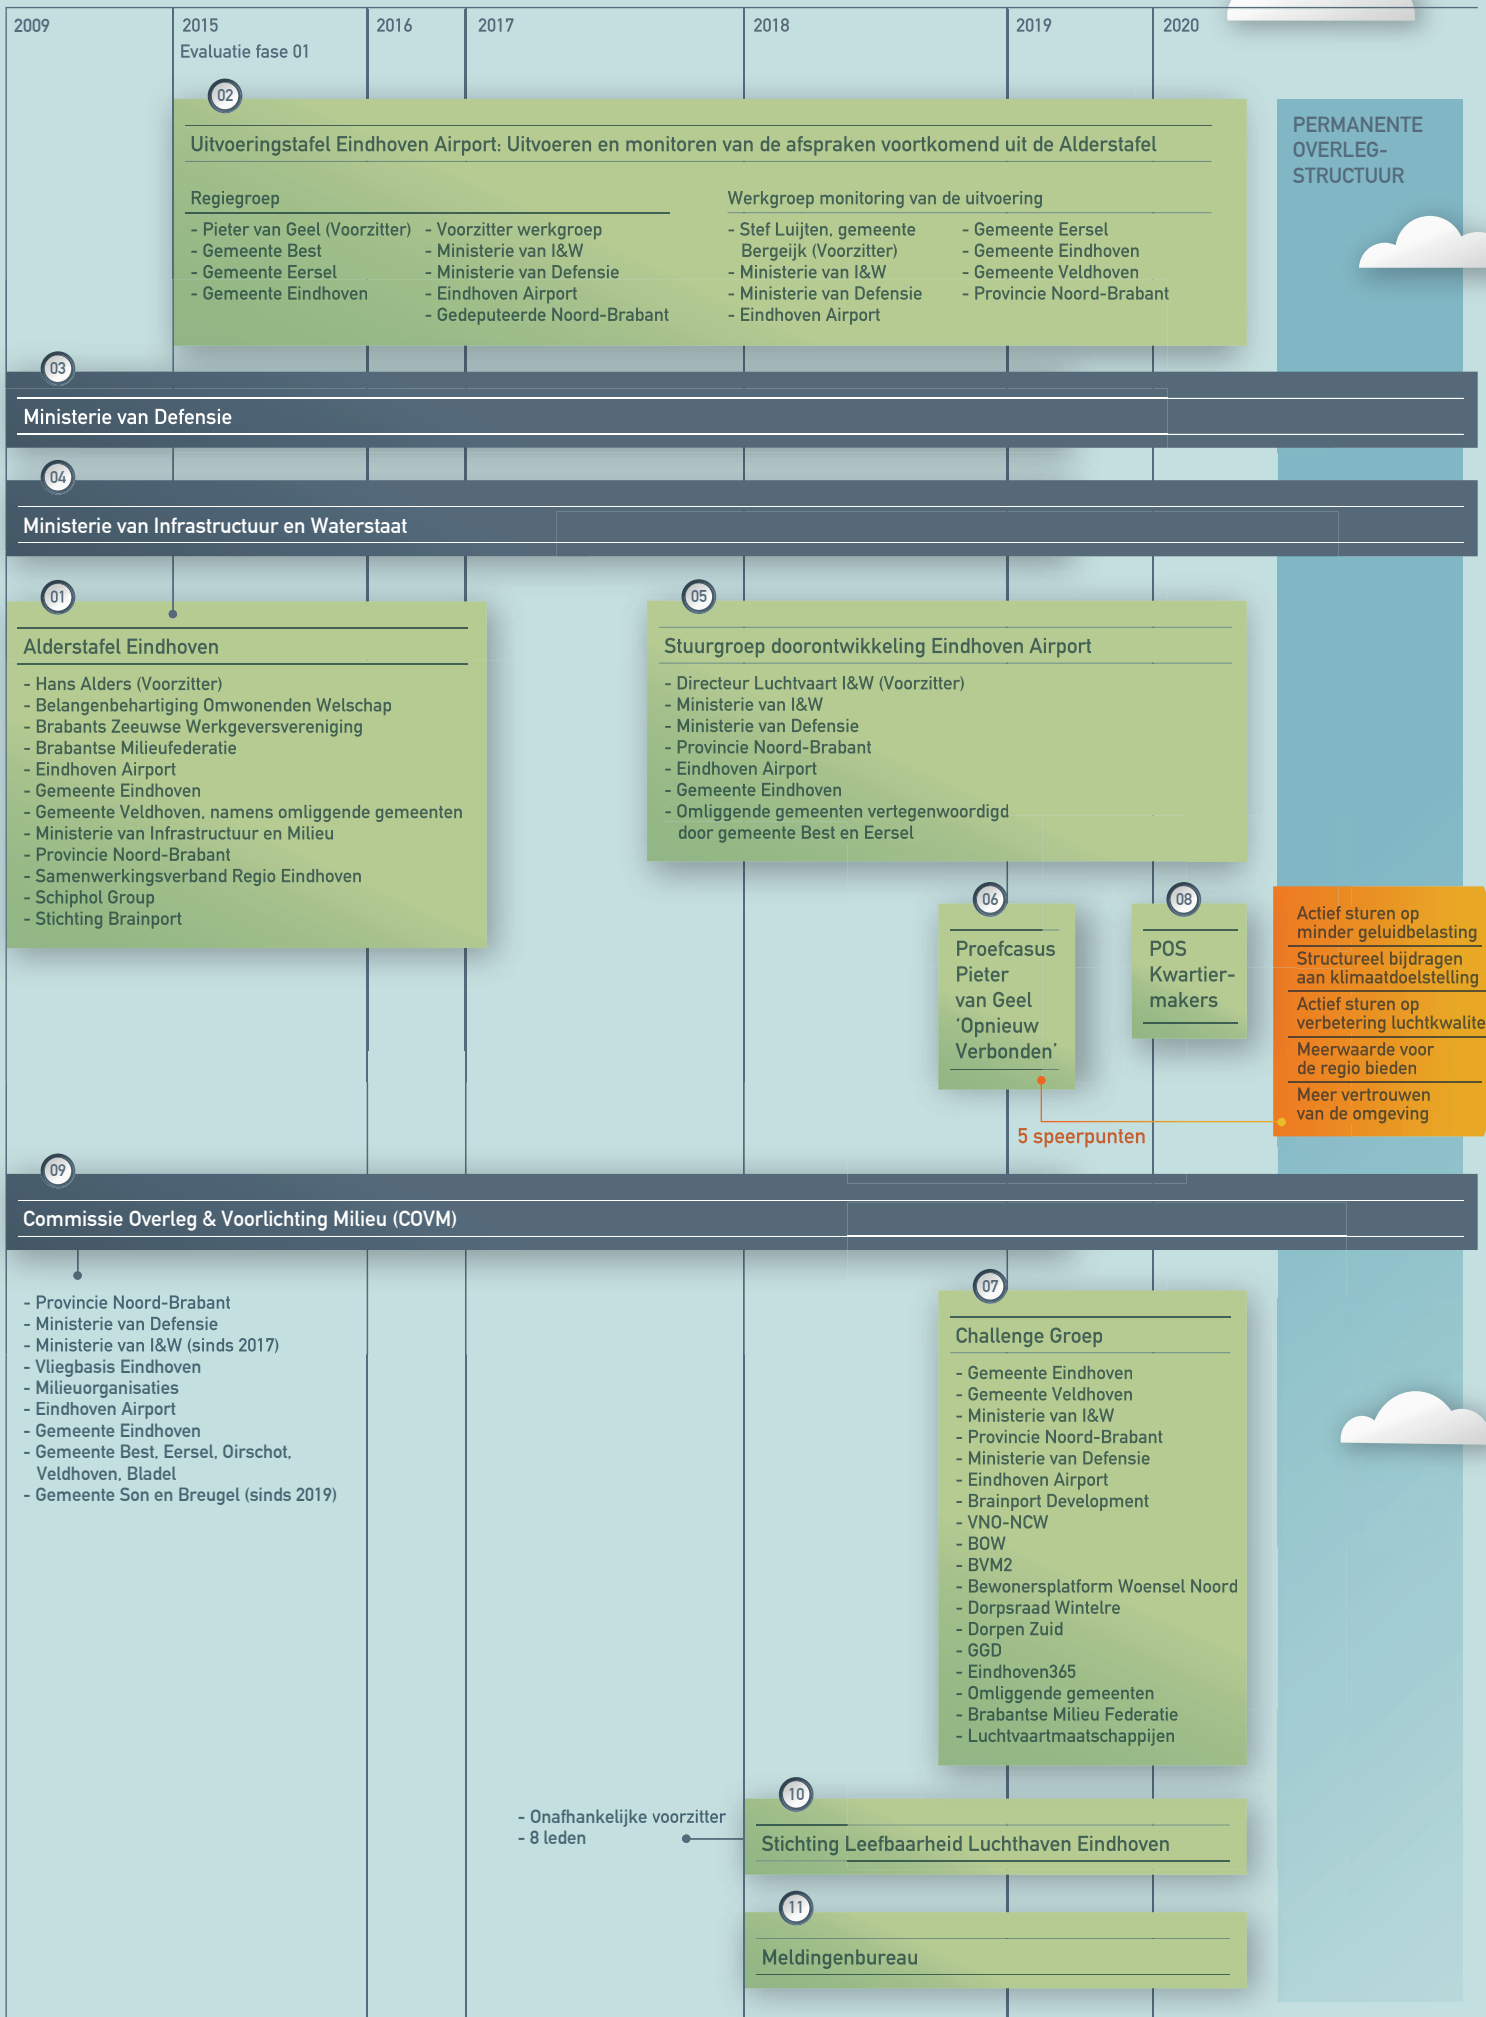 2009
2015
2016
2017
2018
2019
2020
Evaluatie fase 01
02
Uitvoeringstafel Eindhoven Airport: Uitvoeren en monitoren van de afspraken voortkomend uit de Alderstafel
Regiegroep
- Pieter van Geel (Voorzitter)
- Gemeente Best
- Gemeente Eersel
- Gemeente Eindhoven
- Voorzitter werkgroep
- Ministerie van I&W
- Ministerie van Defensie
- Eindhoven Airport
- Gedeputeerde Noord-Brabant
Werkgroep monitoring van de uitvoering
- Stef Luijten, gemeente
Bergeijk (Voorzitter)
- Ministerie van I&W
- Ministerie van Defensie
- Eindhoven Airport
- Gemeente Eersel
- Gemeente Eindhoven
- Gemeente Veldhoven
- Provincie Noord-Brabant
PERMANENTE
OVERLEG-
STRUCTUUR
03
Ministerie van Defensie
04
Ministerie van Infrastructuur en Waterstaat
01
Alderstafel Eindhoven
- Hans Alders (Voorzitter)
- Belangenbehartiging Omwonenden Welschap
- Brabants Zeeuwse Werkgeversvereniging
- Brabantse Milieufederatie
- Eindhoven Airport
- Gemeente Eindhoven
- Gemeente Veldhoven, namens omliggende gemeenten
- Ministerie van Infrastructuur en Milieu
- Provincie Noord-Brabant
- Samenwerkingsverband Regio Eindhoven
- Schiphol Group
- Stichting Brainport
05
Stuurgroep doorontwikkeling Eindhoven Airport
- Directeur Luchtvaart I&W (Voorzitter)
- Ministerie van I&W
- Ministerie van Defensie
- Provincie Noord-Brabant
- Eindhoven Airport
- Gemeente Eindhoven
- Omliggende gemeenten vertegenwoordigd
door gemeente Best en Eersel
06
Proefcasus
Pieter
van Geel
'Opnieuw
Verbonden'
08
POS
Kwartier-
makers
Actief sturen op
minder geluidbelasting
Structureel bijdragen
aan klimaatdoelstelling
Actief sturen op
verbetering luchtkwalite
Meerwaarde voor
de regio bieden
Meer vertrouwen
van de omgeving
5 speerpunten
09
Commissie Overleg & Voorlichting Milieu (COVM)
- Provincie Noord-Brabant
- Ministerie van Defensie
- Ministerie van I&W (sinds 2017)
- Vliegbasis Eindhoven
- Milieuorganisaties
- Eindhoven Airport
- Gemeente Eindhoven
- Gemeente Best, Eersel, Oirschot,
Veldhoven, Bladel
- Gemeente Son en Breugel (sinds 2019)
07
Challenge Groep
- Gemeente Eindhoven
- Gemeente Veldhoven
- Ministerie van I&W
- Provincie Noord-Brabant
- Ministerie van Defensie
- Eindhoven Airport
- Brainport Development
- VNO-NCW
- BOW
- BVM2
- Bewonersplatform Woensel Noord
- Dorpsraad Wintelre
- Dorpen Zuid
- GGD
- Eindhoven365
- Omliggende gemeenten
- Brabantse Milieu Federatie
- Luchtvaartmaatschappijen
- Onafhankelijke voorzitter
- 8 leden
10
Stichting Leefbaarheid Luchthaven Eindhoven
11
Meldingenbureau